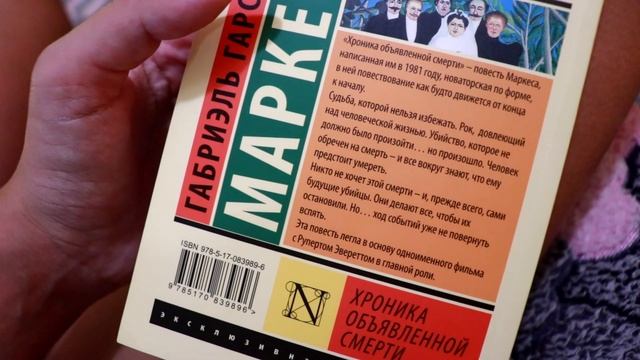 ГАБРИЭЛЬ ГАРС
МАРКЕ
«Хроника объявленной смерти» – повесть Маркеса,
написанная им в 1981 году, новаторская по форме,
в ней повествование как будто движется от конца
к началу.
Судьба, которой нельзя избежать. Рок, довлеющий
над человеческой жизнью. Убийство, которое не
должно было произойти… но произошло. Человек
обречен на смерть – и все вокруг знают, что ему
предстоит умереть.
Никто не хочет этой смерти – и, прежде всего, сами
будущие убийцы. Они делают все, чтобы их
остановили. Но… ход событий уже не повернуть
вспять.
Эта повесть легла в основу одноименного фильма
с Рупертом Эвереттом в главной роли.
ISBN 978-5-17-083989-6
9 785170 839896 >
N
ХРОНИКА
ОБЪЯВЛЕННОЙ
СМЕРТИ